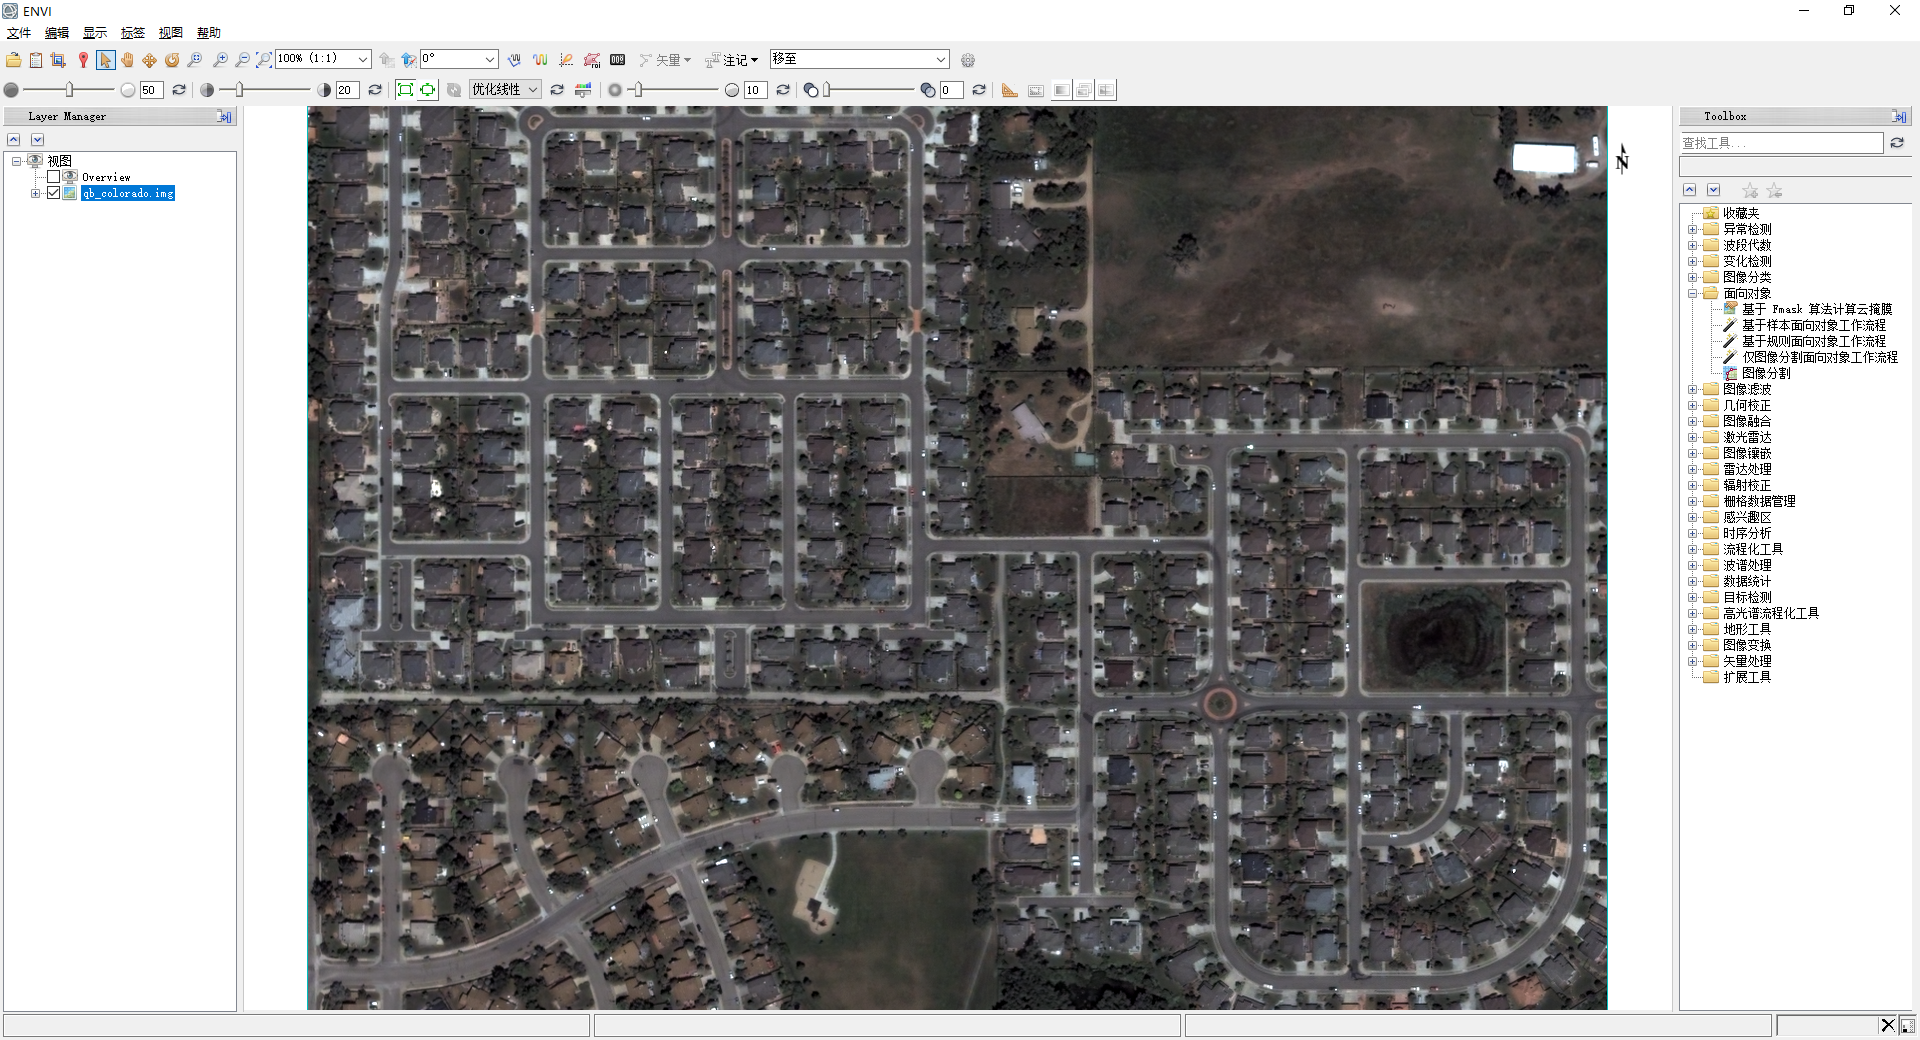 ENVI
文件 编辑 显示 标签 视图 帮助
100% (1:1) 0° 矢量 注记 移至
50 20 优化线性 10 0
Layer Manager
视图
Overview
qb_colorado.img
N
Toolbox
查找工具...
收藏夹
异常检测
波段代数
变化检测
图像分类
面向对象
基于 Fmask 算法计算云掩膜
基于样本面向对象工作流程
基于规则面向对象工作流程
仅图像分割面向对象工作流程
图像分割
图像滤波
几何校正
图像融合
激光雷达
图像镶嵌
雷达处理
辐射校正
栅格数据管理
感兴趣区
时序分析
流程化工具
波谱处理
数据统计
目标检测
高光谱流程化工具
地形工具
图像变换
矢量处理
扩展工具